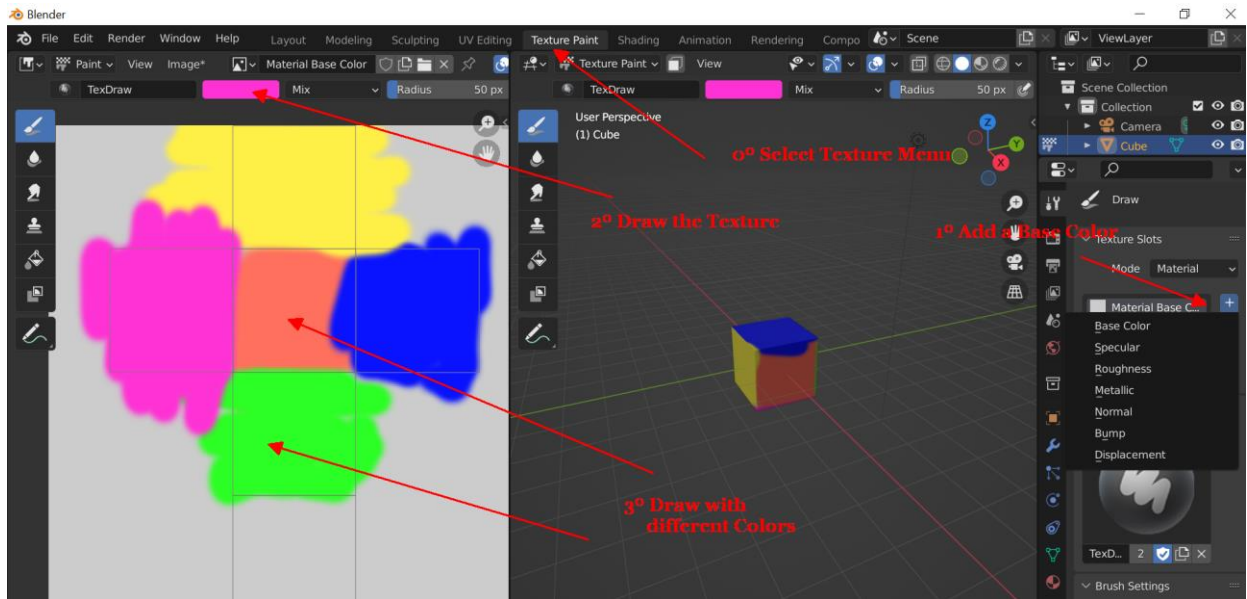 Blender
File Edit Render Window Help Layout Modeling Sculpting UV Editing Texture Paint Shading Animation Rendering Compo Scene ViewLayer
Paint View Image* Material Base Color Texture Paint View
TexDraw Mix Radius 50 px TexDraw Mix Radius 50 px
User Perspective
(1) Cube
Z
Y
X
0º Select Texture Menu
2º Draw the Texture
1º Add a Base Color
3º Draw with
different Colors
Scene Collection
Collection
Camera
Cube
Draw
Texture Slots
Mode Material
Material Base C...
Base Color
Specular
Roughness
Metallic
Normal
Bump
Displacement
TexD... 2
Brush Settings